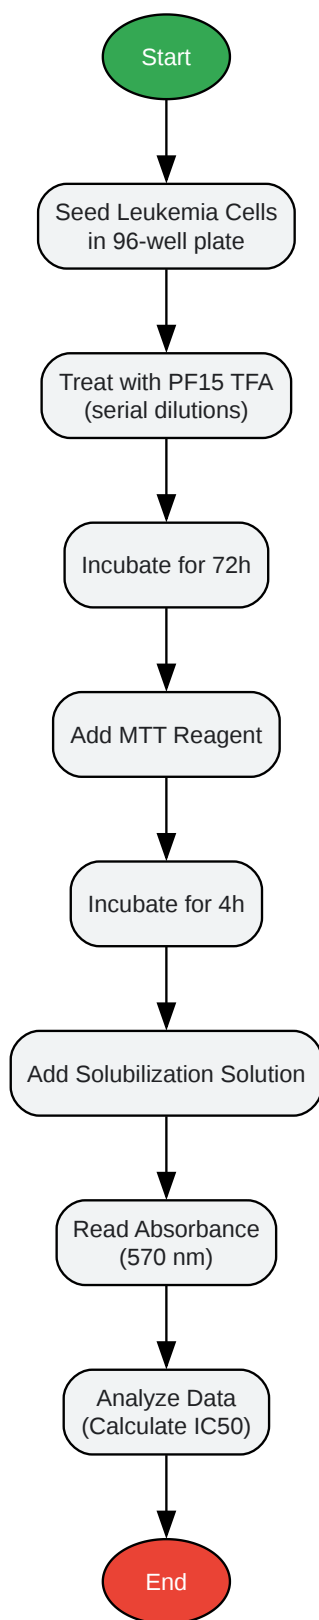 Start
Seed Leukemia Cells
in 96-well plate
Treat with PF15 TFA
(serial dilutions)
Incubate for 72h
Add MTT Reagent
Incubate for 4h
Add Solubilization Solution
Read Absorbance
(570 nm)
Analyze Data
(Calculate IC50)
End